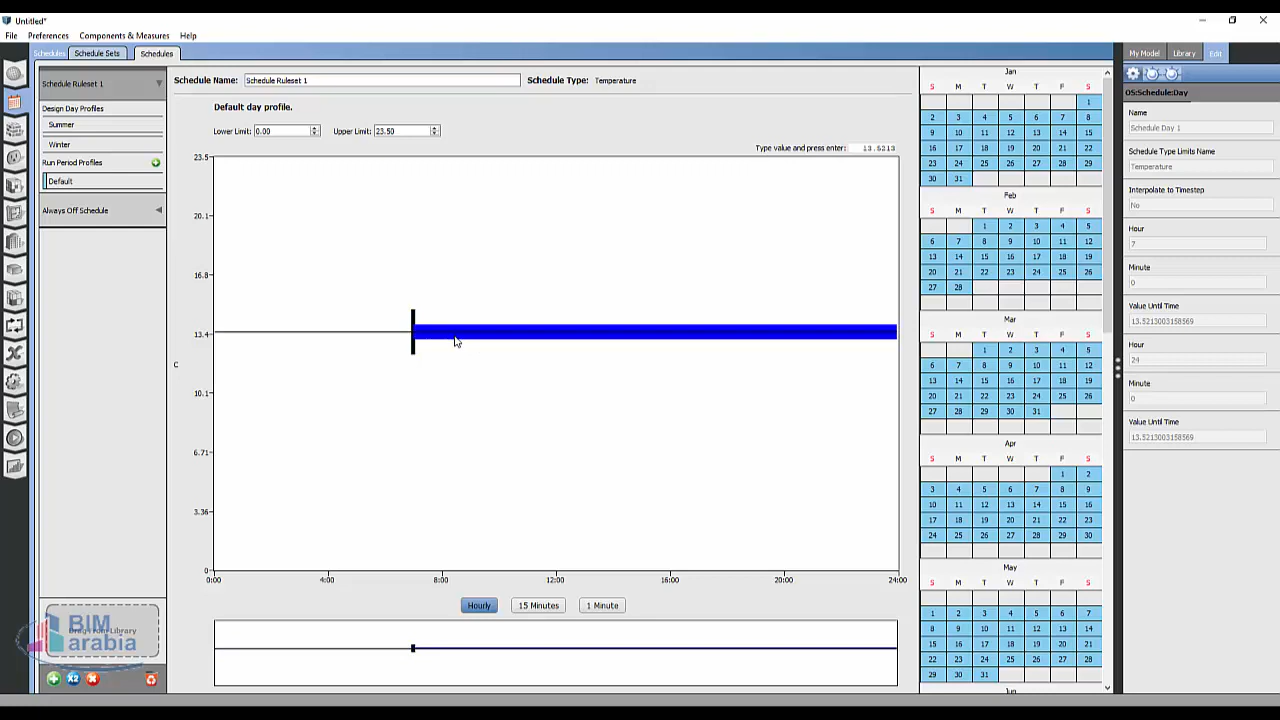 Untitled*
File Preferences Components & Measures Help
Schedules Schedule Sets Schedules
My Model Library Edit
Schedule Ruleset 1
Design Day Profiles
Summer
Winter
Run Period Profiles
Default
Always Off Schedule
Drag From Library
BIM
arabia
X2
Schedule Name: Schedule Ruleset 1 Schedule Type: Temperature
Default day profile.
Lower Limit: 0.00 Upper Limit: 23.50
Type value and press enter: 13.5213
23.5
20.1
16.8
13.4
C
10.1
6.71
3.36
0
0:00 4:00 8:00 12:00 16:00 20:00 24:00
Hourly 15 Minutes 1 Minute
Jan
S M T W T F S
1
2 3 4 5 6 7 8
9 10 11 12 13 14 15
16 17 18 19 20 21 22
23 24 25 26 27 28 29
30 31
Feb
S M T W T F S
1 2 3 4 5
6 7 8 9 10 11 12
13 14 15 16 17 18 19
20 21 22 23 24 25 26
27 28
Mar
S M T W T F S
1 2 3 4 5
6 7 8 9 10 11 12
13 14 15 16 17 18 19
20 21 22 23 24 25 26
27 28 29 30 31
Apr
S M T W T F S
1 2
3 4 5 6 7 8 9
10 11 12 13 14 15 16
17 18 19 20 21 22 23
24 25 26 27 28 29 30
May
S M T W T F S
1 2 3 4 5 6 7
8 9 10 11 12 13 14
15 16 17 18 19 20 21
22 23 24 25 26 27 28
29 30 31
Jun
OS:Schedule:Day
Name
Schedule Day 1
Schedule Type Limits Name
Temperature
Interpolate to Timestep
No
Hour
7
Minute
0
Value Until Time
13.5213003158569
Hour
24
Minute
0
Value Until Time
13.5213003158569